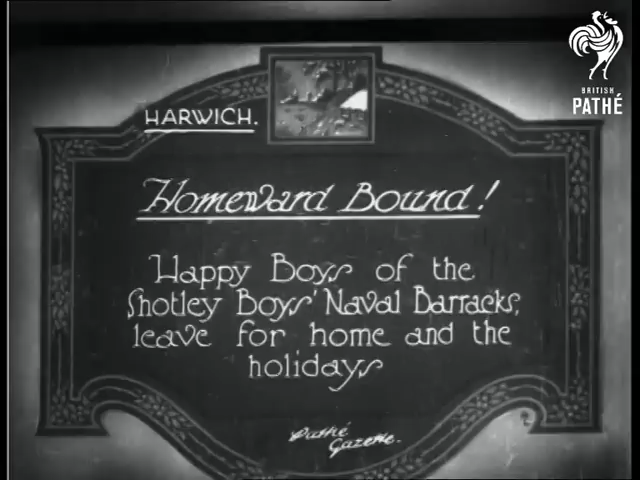 BRITISH
PATHÉ
HARWICH.
Homeward Bound!
Happy Boys of the
Shotley Boys' Naval Barracks,
leave for home and the
holidays
Pathé
Gazette.